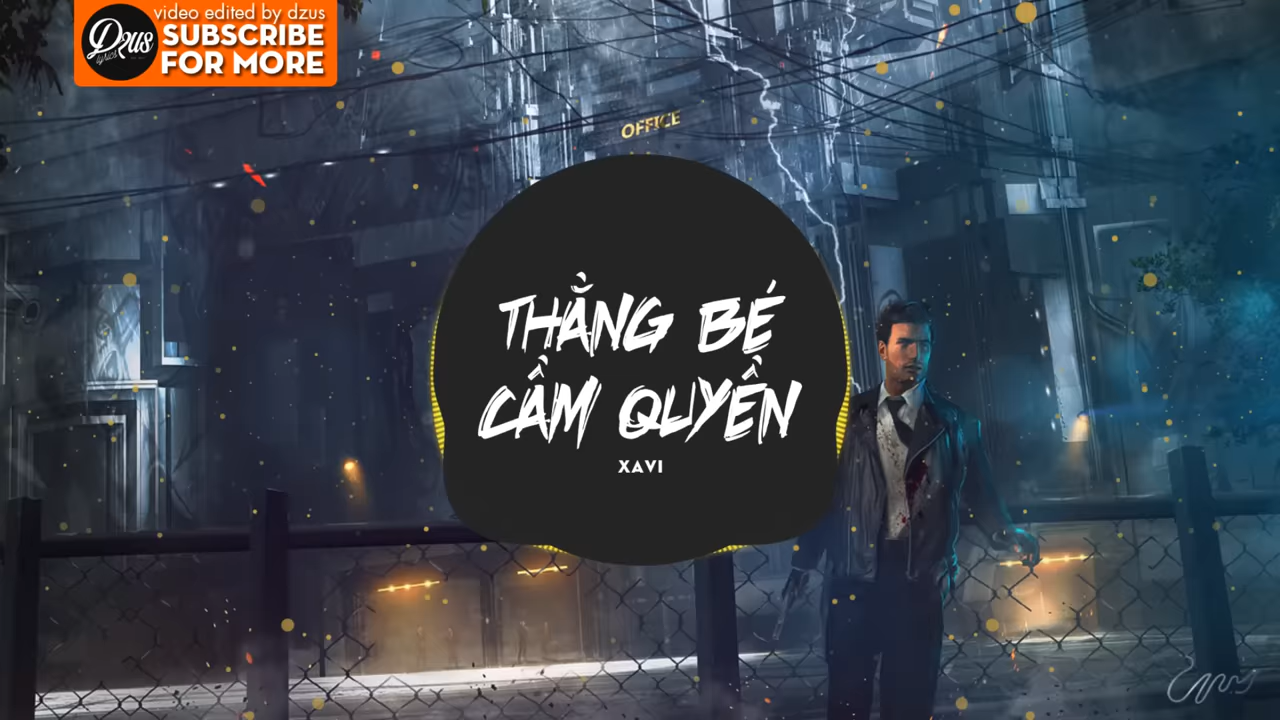 video edited by dzus
SUBSCRIBE
FOR MORE
Dzus
OFFICE
THẰNG BÉ
CẦM QUYỀN
XAVI